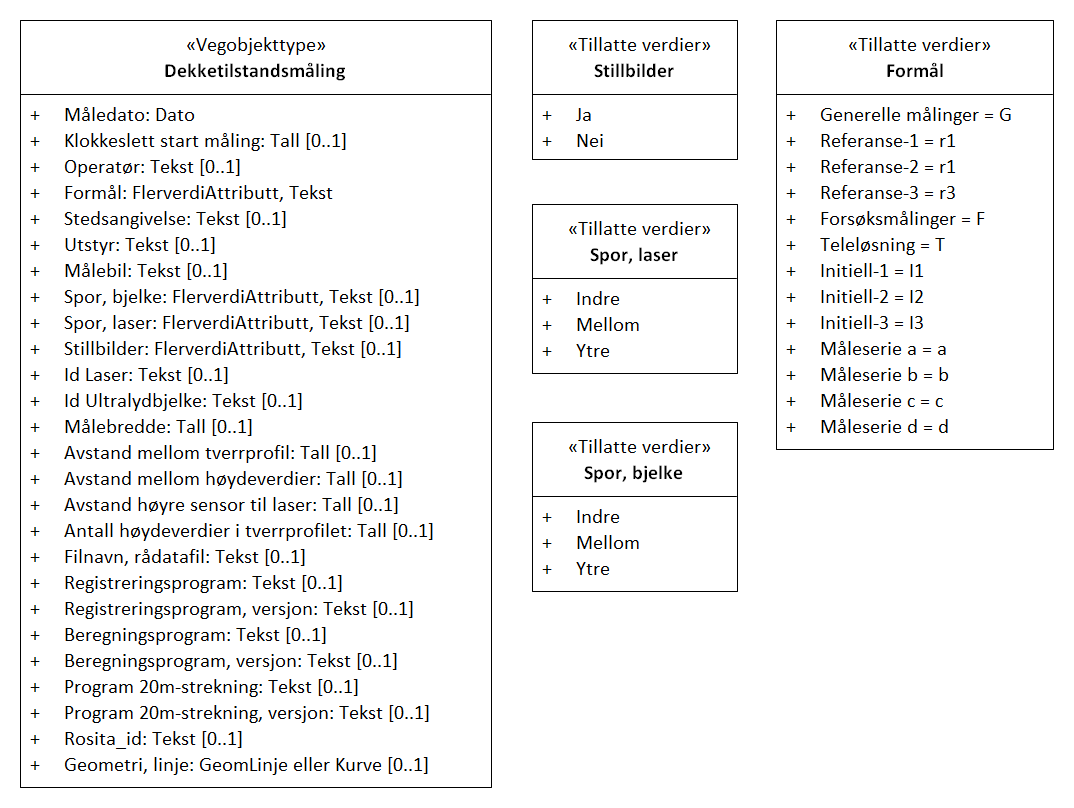 «Vegobjekttype»
Dekketilstandsmåling
+ Måledato: Dato
+ Klokkeslett start måling: Tall [0..1]
+ Operatør: Tekst [0..1]
+ Formål: FlerverdiAttributt, Tekst
+ Stedsangivelse: Tekst [0..1]
+ Utstyr: Tekst [0..1]
+ Målebil: Tekst [0..1]
+ Spor, bjelke: FlerverdiAttributt, Tekst [0..1]
+ Spor, laser: FlerverdiAttributt, Tekst [0..1]
+ Stillbilder: FlerverdiAttributt, Tekst [0..1]
+ Id Laser: Tekst [0..1]
+ Id Ultralydbjelke: Tekst [0..1]
+ Målebredde: Tall [0..1]
+ Avstand mellom tverrprofil: Tall [0..1]
+ Avstand mellom høydeverdier: Tall [0..1]
+ Avstand høyre sensor til laser: Tall [0..1]
+ Antall høydeverdier i tverrprofilet: Tall [0..1]
+ Filnavn, rådatafil: Tekst [0..1]
+ Registreringsprogram: Tekst [0..1]
+ Registreringsprogram, versjon: Tekst [0..1]
+ Beregningsprogram: Tekst [0..1]
+ Beregningsprogram, versjon: Tekst [0..1]
+ Program 20m-strekning: Tekst [0..1]
+ Program 20m-strekning, versjon: Tekst [0..1]
+ Rosita_id: Tekst [0..1]
+ Geometri, linje: GeomLinje eller Kurve [0..1]
«Tillatte verdier»
Stillbilder
+ Ja
+ Nei
«Tillatte verdier»
Spor, laser
+ Indre
+ Mellom
+ Ytre
«Tillatte verdier»
Spor, bjelke
+ Indre
+ Mellom
+ Ytre
«Tillatte verdier»
Formål
+ Generelle målinger = G
+ Referanse-1 = r1
+ Referanse-2 = r1
+ Referanse-3 = r3
+ Forsøksmålinger = F
+ Teleløsning = T
+ Initiell-1 = I1
+ Initiell-2 = I2
+ Initiell-3 = I3
+ Måleserie a = a
+ Måleserie b = b
+ Måleserie c = c
+ Måleserie d = d